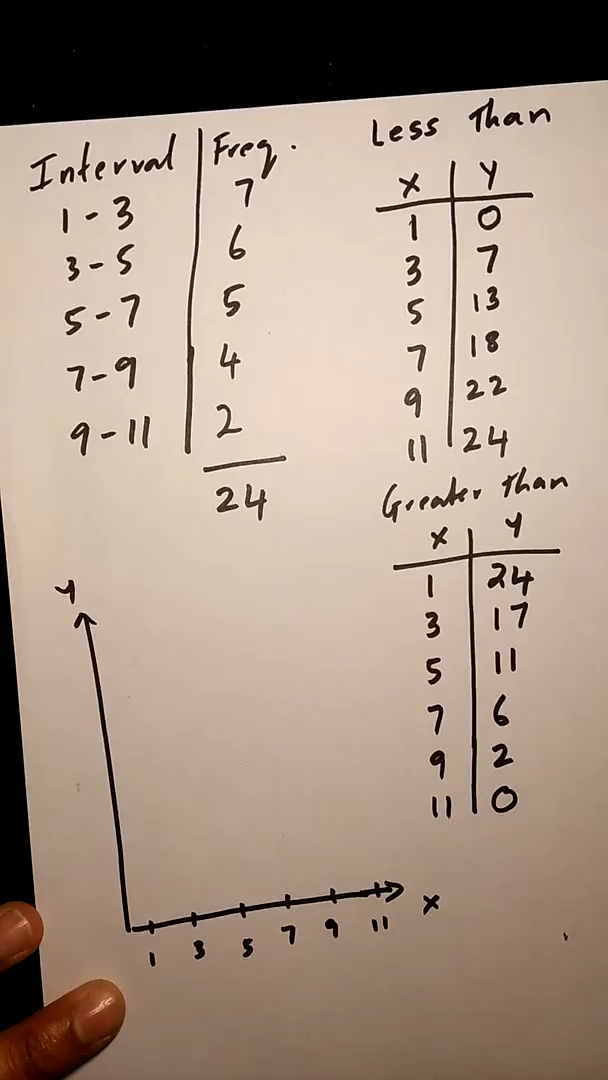 Interval | Freq.
1 - 3 | 7
3 - 5 | 6
5 - 7 | 5
7 - 9 | 4
9 - 11 | 2
24
Less Than
X | Y
1 | 0
3 | 7
5 | 13
7 | 18
9 | 22
11 | 24
Greater than
X | Y
1 | 24
3 | 17
5 | 11
7 | 6
9 | 2
11 | 0
Y
X
1 3 5 7 9 11